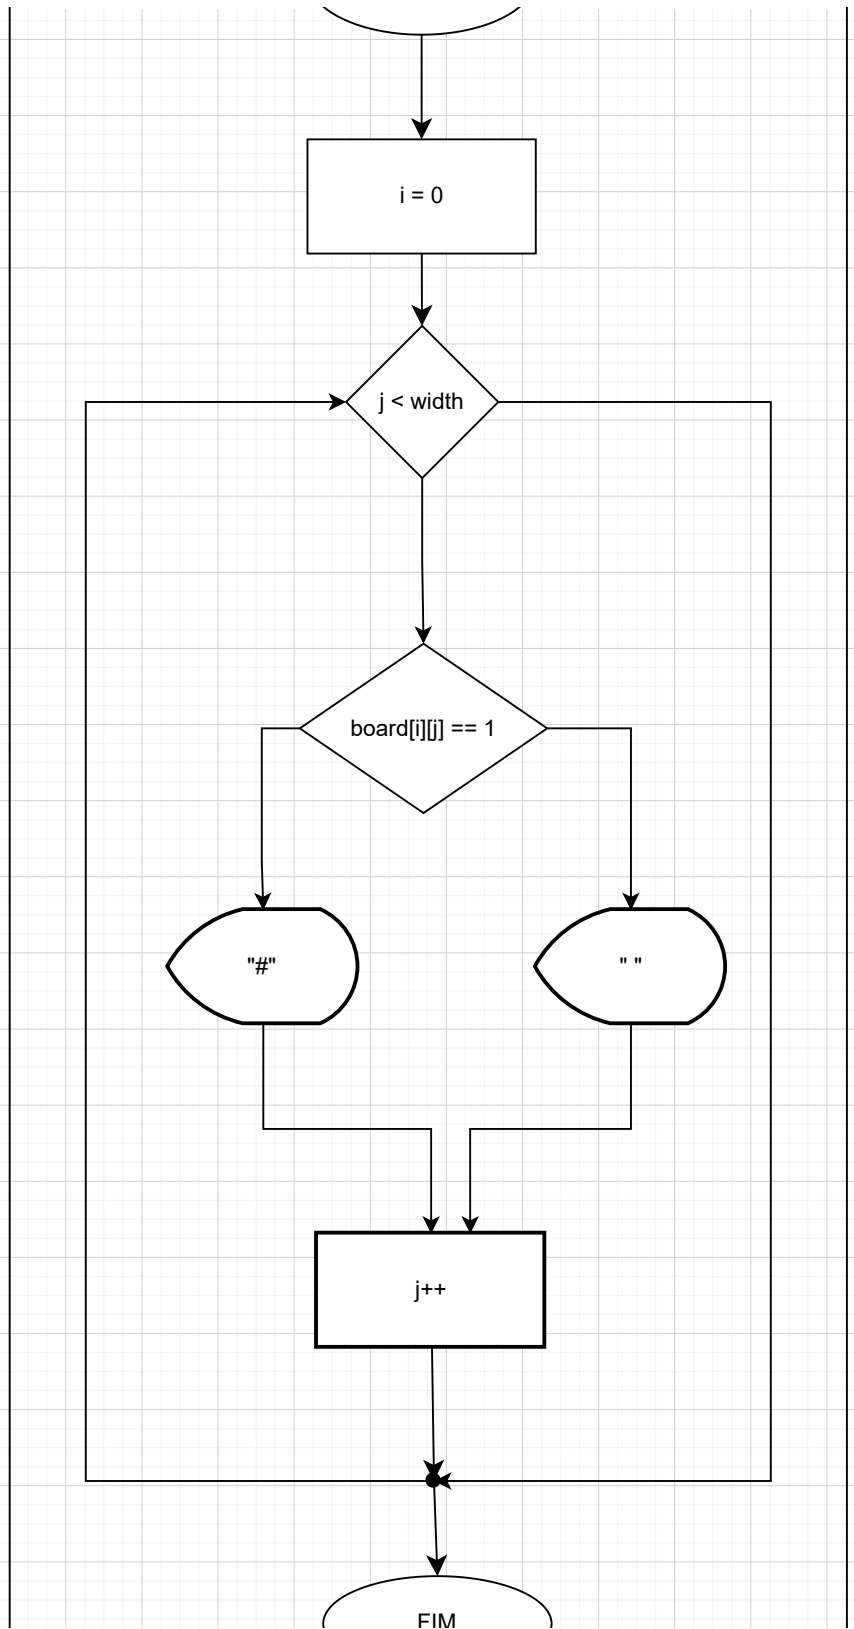 i = 0
j < width
board[i][j] == 1
"#"
" "
j++
FIM